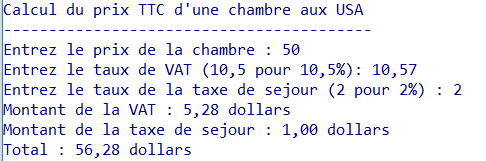 Calcul du prix TTC d'une chambre aux USA
-----------------------------------------
Entrez le prix de la chambre : 50
Entrez le taux de VAT (10,5 pour 10,5%): 10,57
Entrez le taux de la taxe de sejour (2 pour 2%) : 2
Montant de la VAT : 5,28 dollars
Montant de la taxe de sejour : 1,00 dollars
Total : 56,28 dollars